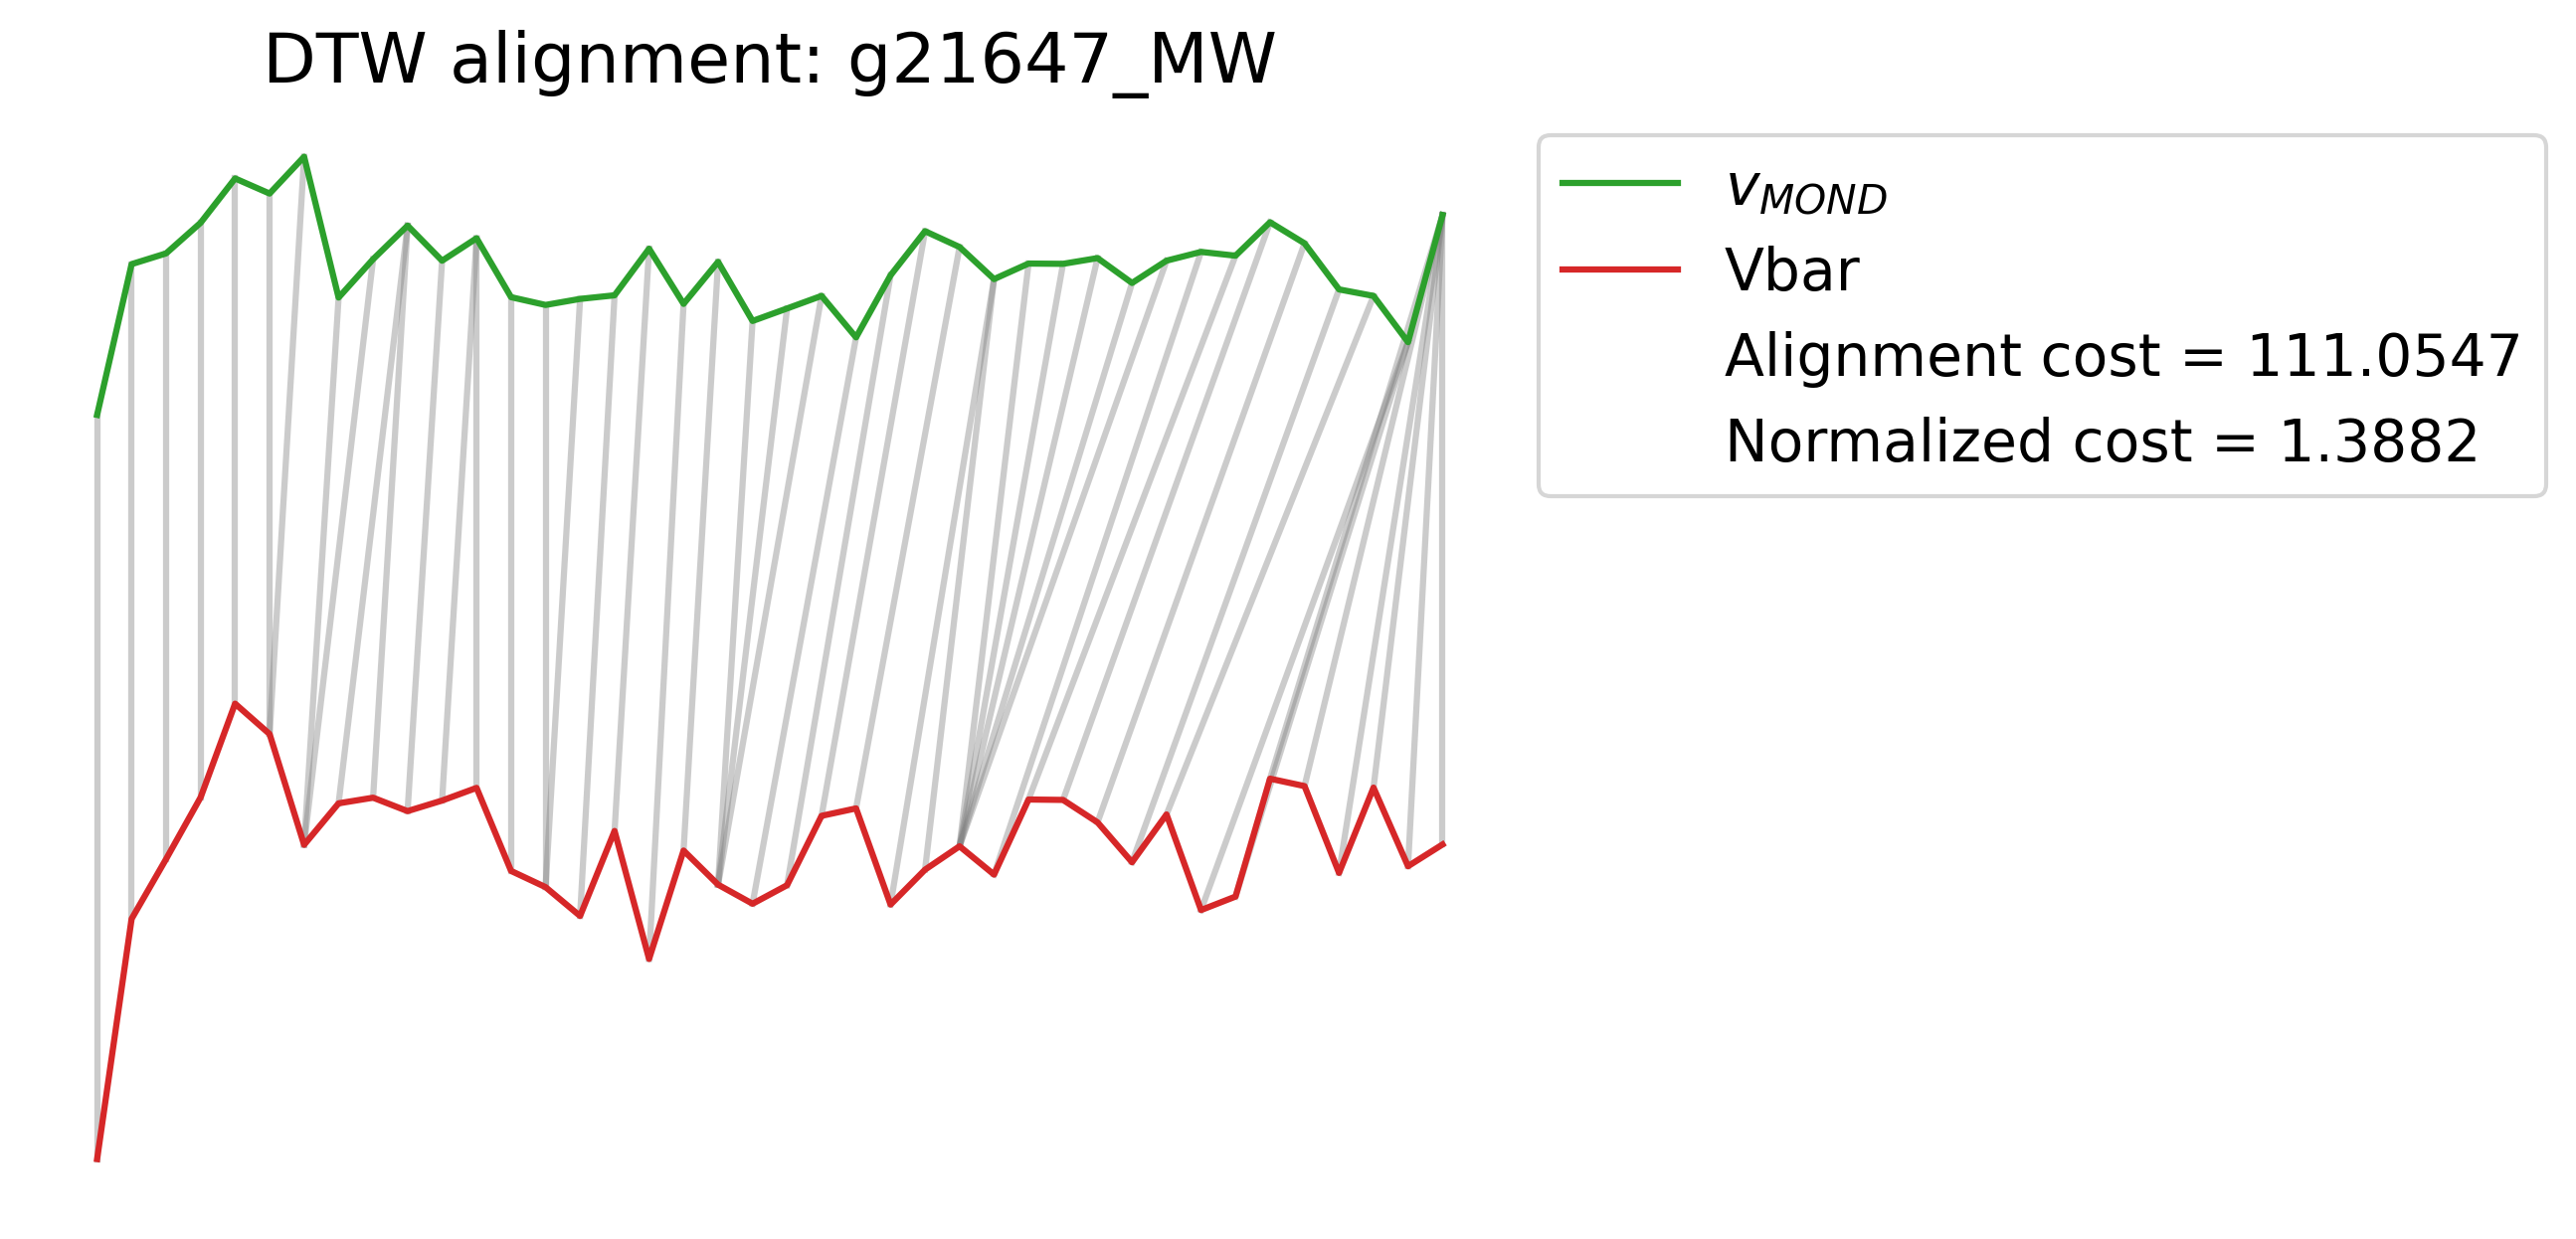 DTW alignment: g21647_MW
v_MOND
Vbar
Alignment cost = 111.0547
Normalized cost = 1.3882